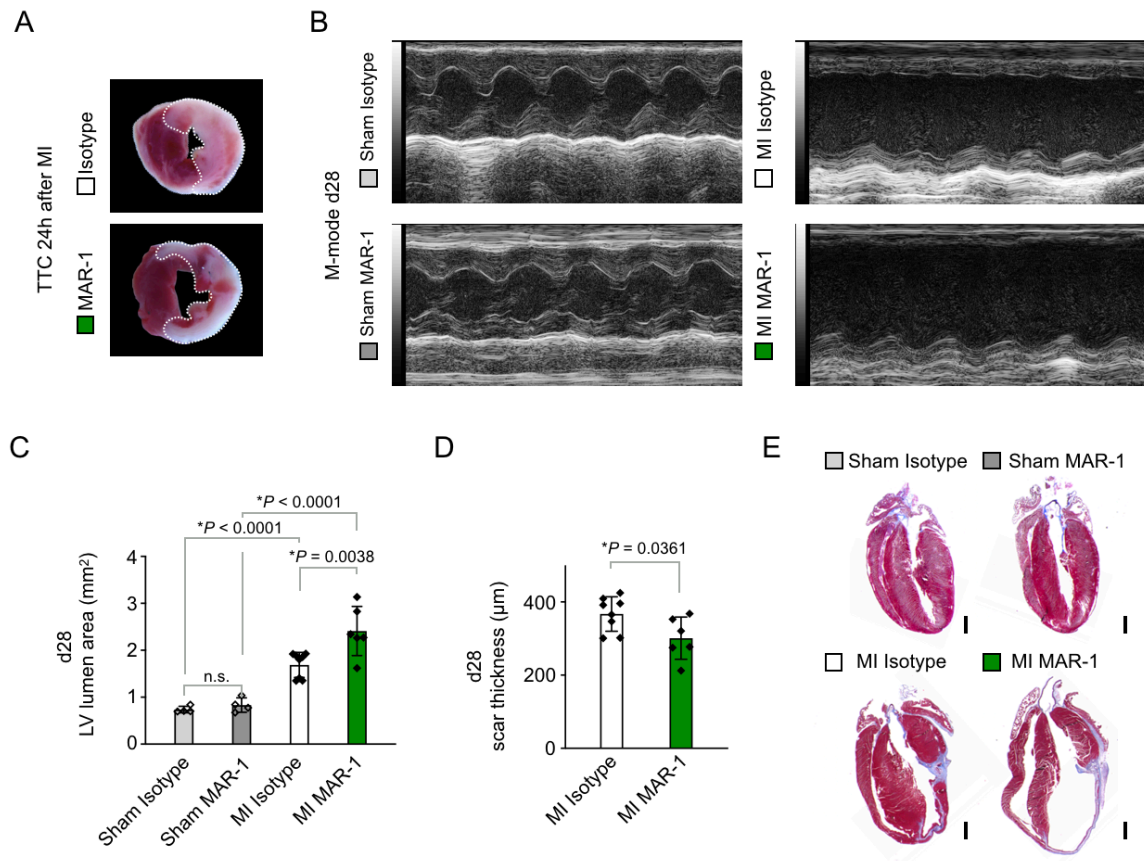 A
TTC 24h after MI
Isotype
MAR-1
B
M-mode d28
Sham Isotype
MI Isotype
Sham MAR-1
MI MAR-1
C
d28
LV lumen area (mm²)
*P < 0.0001
*P < 0.0001
*P = 0.0038
n.s.
4
3
2
1
0
Sham Isotype
Sham MAR-1
MI Isotype
MI MAR-1
D
d28
scar thickness (μm)
*P = 0.0361
400
200
0
MI Isotype
MI MAR-1
E
Sham Isotype
Sham MAR-1
MI Isotype
MI MAR-1